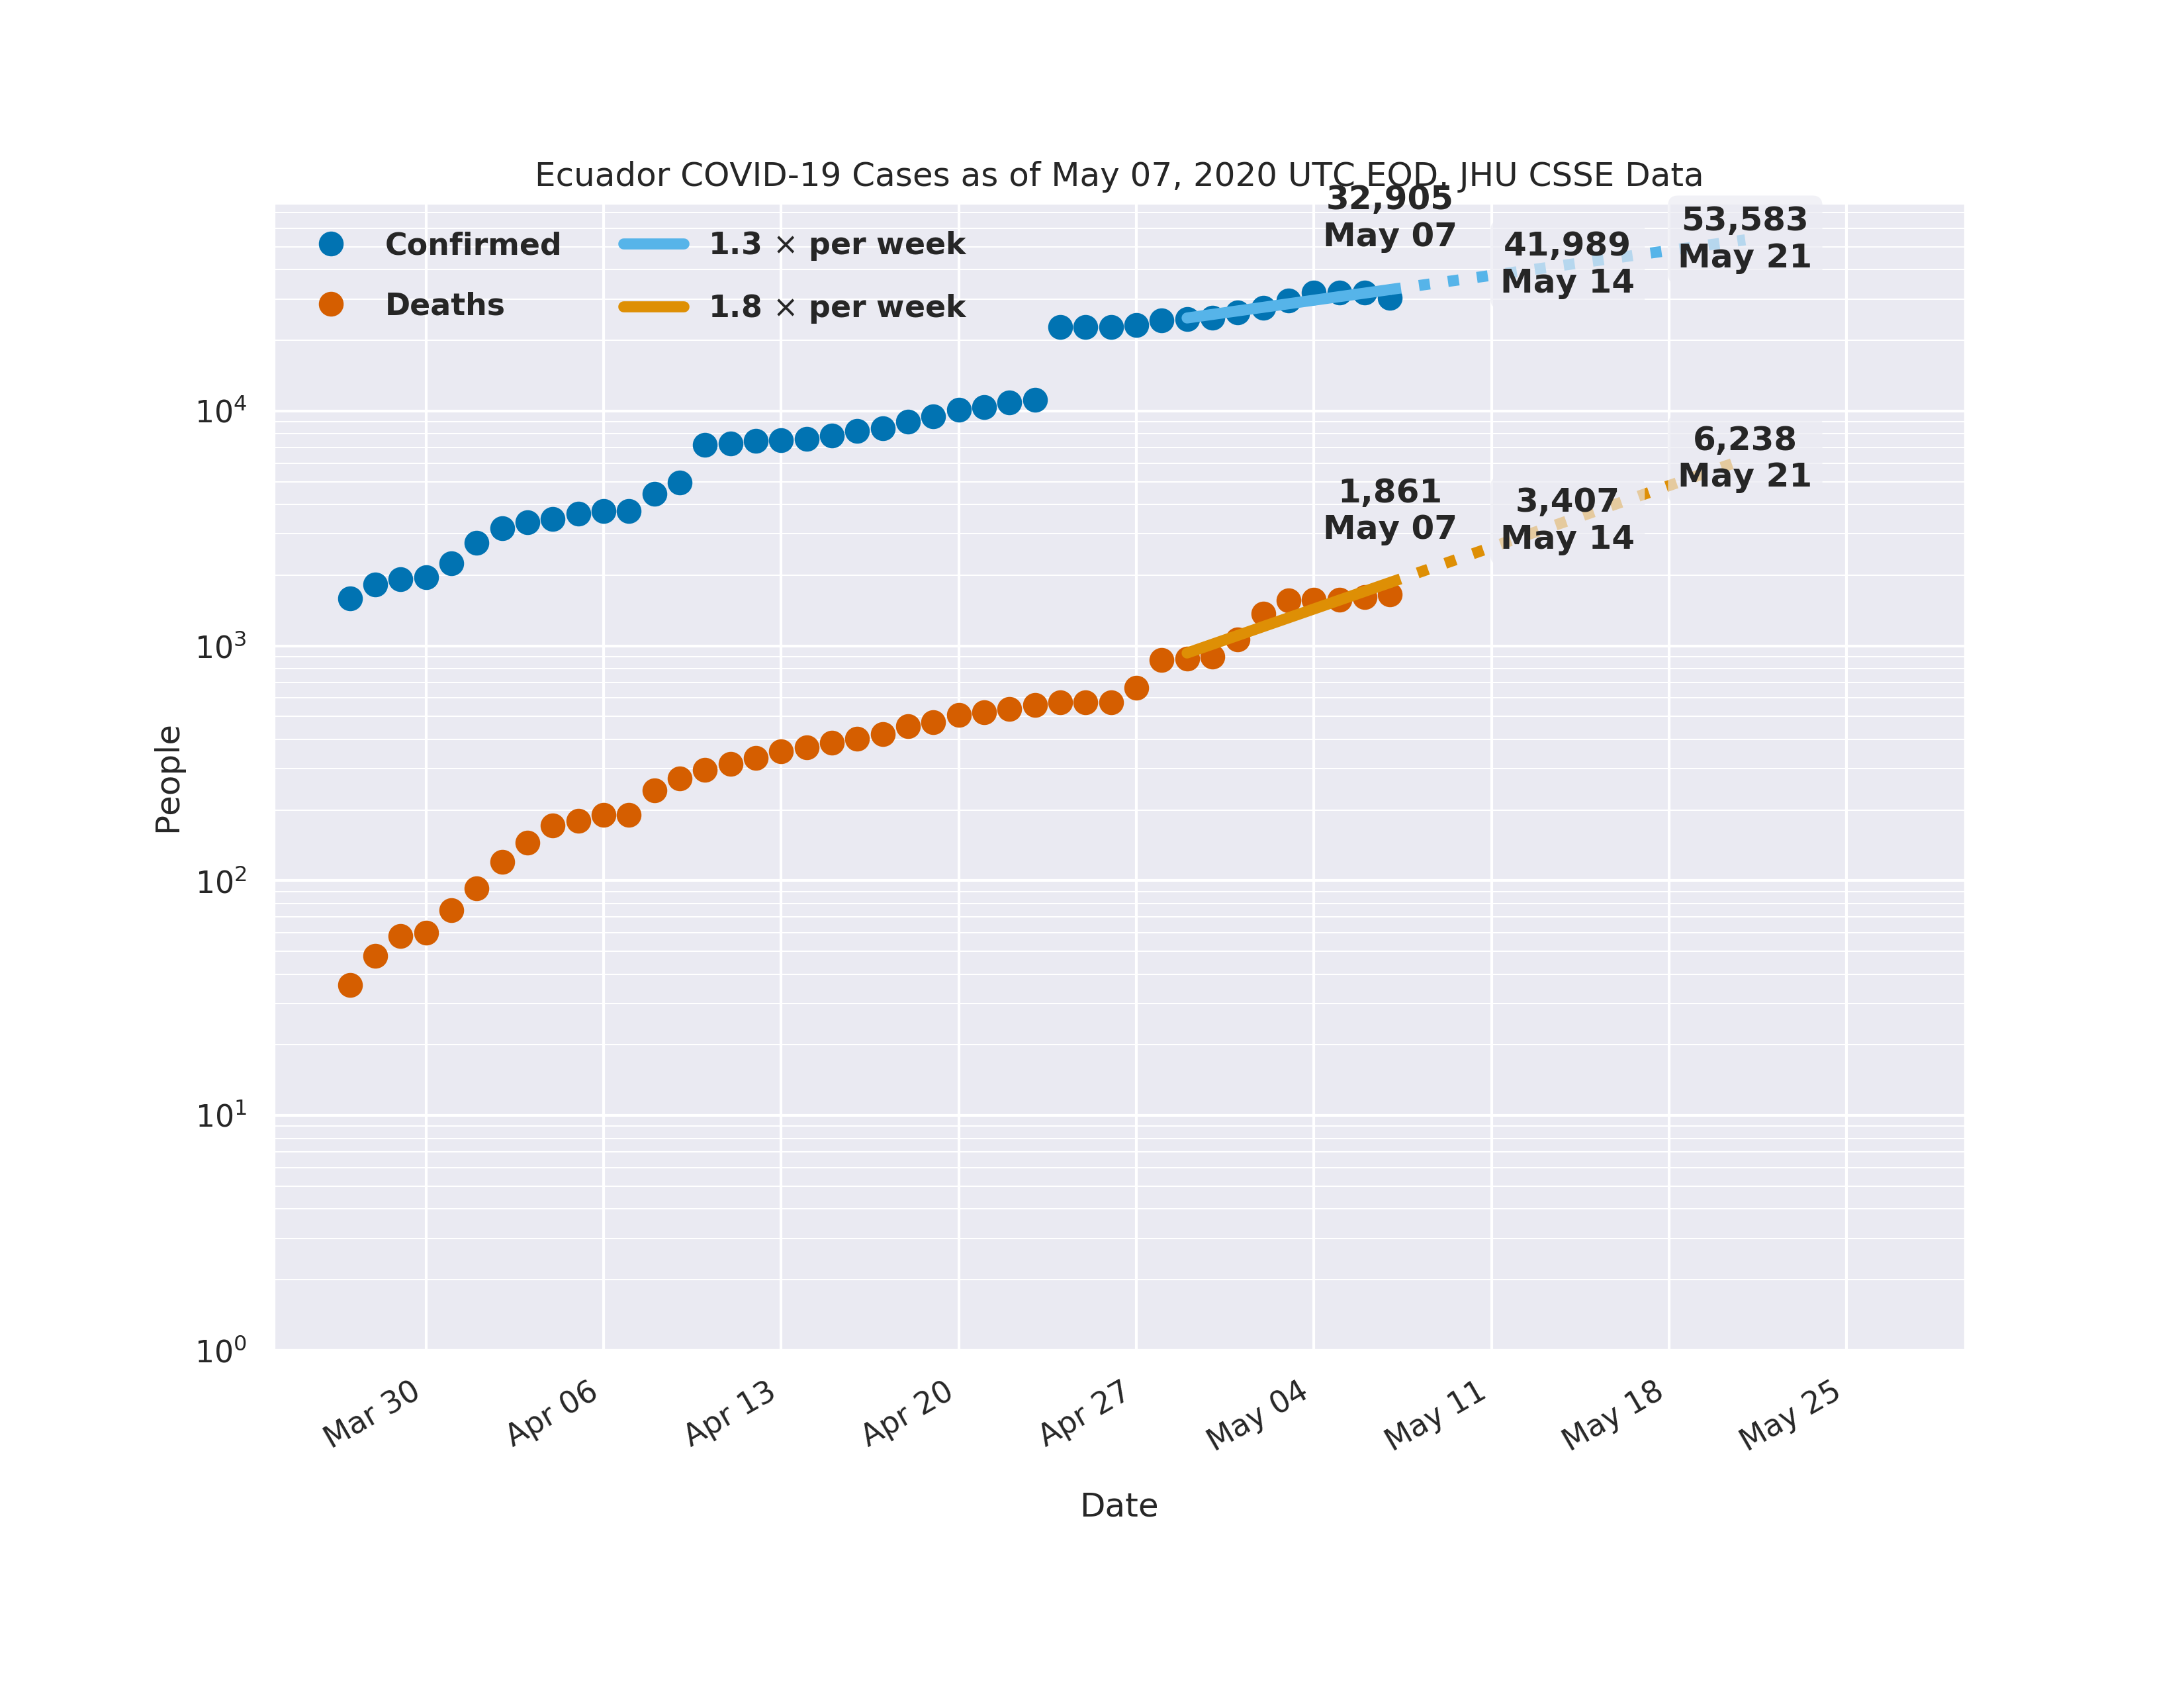 Ecuador COVID-19 Cases as of May 07, 2020 UTC EOD, JHU CSSE Data
Confirmed
Deaths
1.3 × per week
1.8 × per week
32,905
May 07
41,989
May 14
53,583
May 21
1,861
May 07
3,407
May 14
6,238
May 21
People
10⁴
10³
10²
10¹
10⁰
Mar 30
Apr 06
Apr 13
Apr 20
Apr 27
May 04
May 11
May 18
May 25
Date